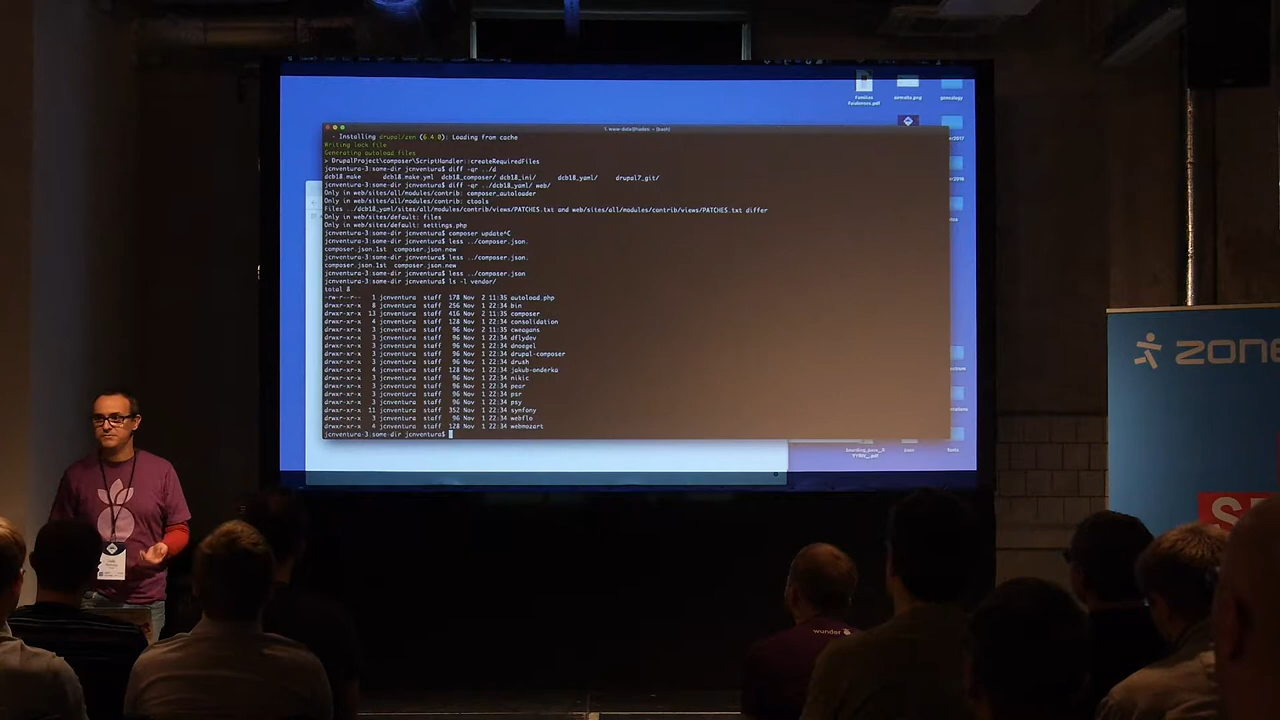 Familias
Faialenses.pdf
airmalta.png
genealogy
1. www-data@hades: ~ (bash)
- Installing drupal/zen (6.4.0): Loading from cache
Writing lock file
Generating autoload files
> DrupalProject\composer\ScriptHandler::createRequiredFiles
jcnventura-3:some-dir jcnventura$ diff -qr ../d
dcb18.make dcb18.make.yml dcb18_composer/ dcb18_ini/ dcb18_yaml/ drupal7_git/
jcnventura-3:some-dir jcnventura$ diff -qr ../dcb18_yaml/ web/
Only in web/sites/all/modules/contrib: composer_autoloader
Only in web/sites/all/modules/contrib: ctools
Files ../dcb18_yaml/sites/all/modules/contrib/views/PATCHES.txt and web/sites/all/modules/contrib/views/PATCHES.txt differ
Only in web/sites/default: files
Only in web/sites/default: settings.php
jcnventura-3:some-dir jcnventura$ composer update^C
jcnventura-3:some-dir jcnventura$ less ../composer.json.
composer.json.1st composer.json.new
jcnventura-3:some-dir jcnventura$ less ../composer.json.
composer.json.1st composer.json.new
jcnventura-3:some-dir jcnventura$ less ../composer.json
jcnventura-3:some-dir jcnventura$ ls -l vendor/
total 8
-rw-r--r-- 1 jcnventura staff 178 Nov 2 11:35 autoload.php
drwxr-xr-x 8 jcnventura staff 256 Nov 1 22:34 bin
drwxr-xr-x 13 jcnventura staff 416 Nov 2 11:35 composer
drwxr-xr-x 4 jcnventura staff 128 Nov 1 22:34 consolidation
drwxr-xr-x 3 jcnventura staff 96 Nov 2 11:35 cweagans
drwxr-xr-x 3 jcnventura staff 96 Nov 1 22:34 dflydev
drwxr-xr-x 3 jcnventura staff 96 Nov 1 22:34 dnoegel
drwxr-xr-x 3 jcnventura staff 96 Nov 1 22:34 drupal-composer
drwxr-xr-x 3 jcnventura staff 96 Nov 1 22:34 drush
drwxr-xr-x 4 jcnventura staff 128 Nov 1 22:34 jakub-onderka
drwxr-xr-x 3 jcnventura staff 96 Nov 1 22:34 nikic
drwxr-xr-x 3 jcnventura staff 96 Nov 1 22:34 pear
drwxr-xr-x 3 jcnventura staff 96 Nov 1 22:34 psr
drwxr-xr-x 3 jcnventura staff 96 Nov 1 22:34 psy
drwxr-xr-x 11 jcnventura staff 352 Nov 1 22:34 symfony
drwxr-xr-x 3 jcnventura staff 96 Nov 1 22:34 webflo
drwxr-xr-x 4 jcnventura staff 128 Nov 1 22:34 webmozart
jcnventura-3:some-dir jcnventura$
fonts
ZONE
wunder